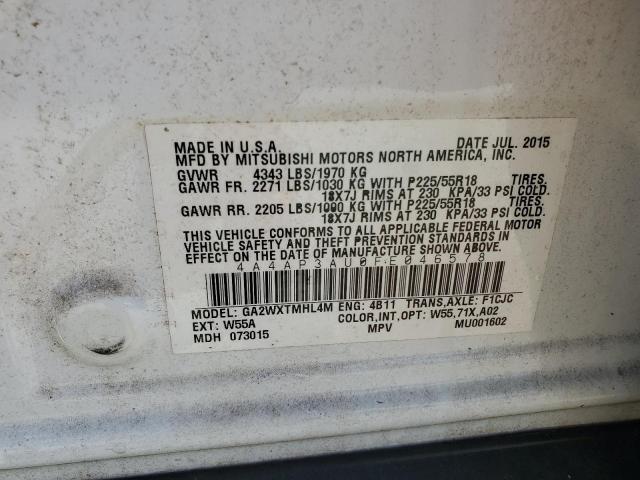 MADE IN U.S.A. DATE JUL. 2015
MFD BY MITSUBISHI MOTORS NORTH AMERICA, INC.
GVWR 4343 LBS/1970 KG
GAWR FR. 2271 LBS/1030 KG WITH P225/55R18 TIRES,
18X7J RIMS AT 230 KPA/33 PSI COLD.
GAWR RR. 2205 LBS/1000 KG WITH P225/55R18 TIRES,
18X7J RIMS AT 230 KPA/33 PSI COLD.
THIS VEHICLE CONFORMS TO ALL APPLICABLE FEDERAL MOTOR
VEHICLE SAFETY AND THEFT PREVENTION STANDARDS IN
EFFECT ON THE DATE OF MANUFACTURE SHOWN ABOVE.
4A4AP3AU0FE046578
MODEL: GA2WXTMHL4M ENG: 4B11 TRANS,AXLE: F1CJC
EXT: W55A COLOR,INT,OPT: W55,71X,A02
MDH 073015 MPV MU001602